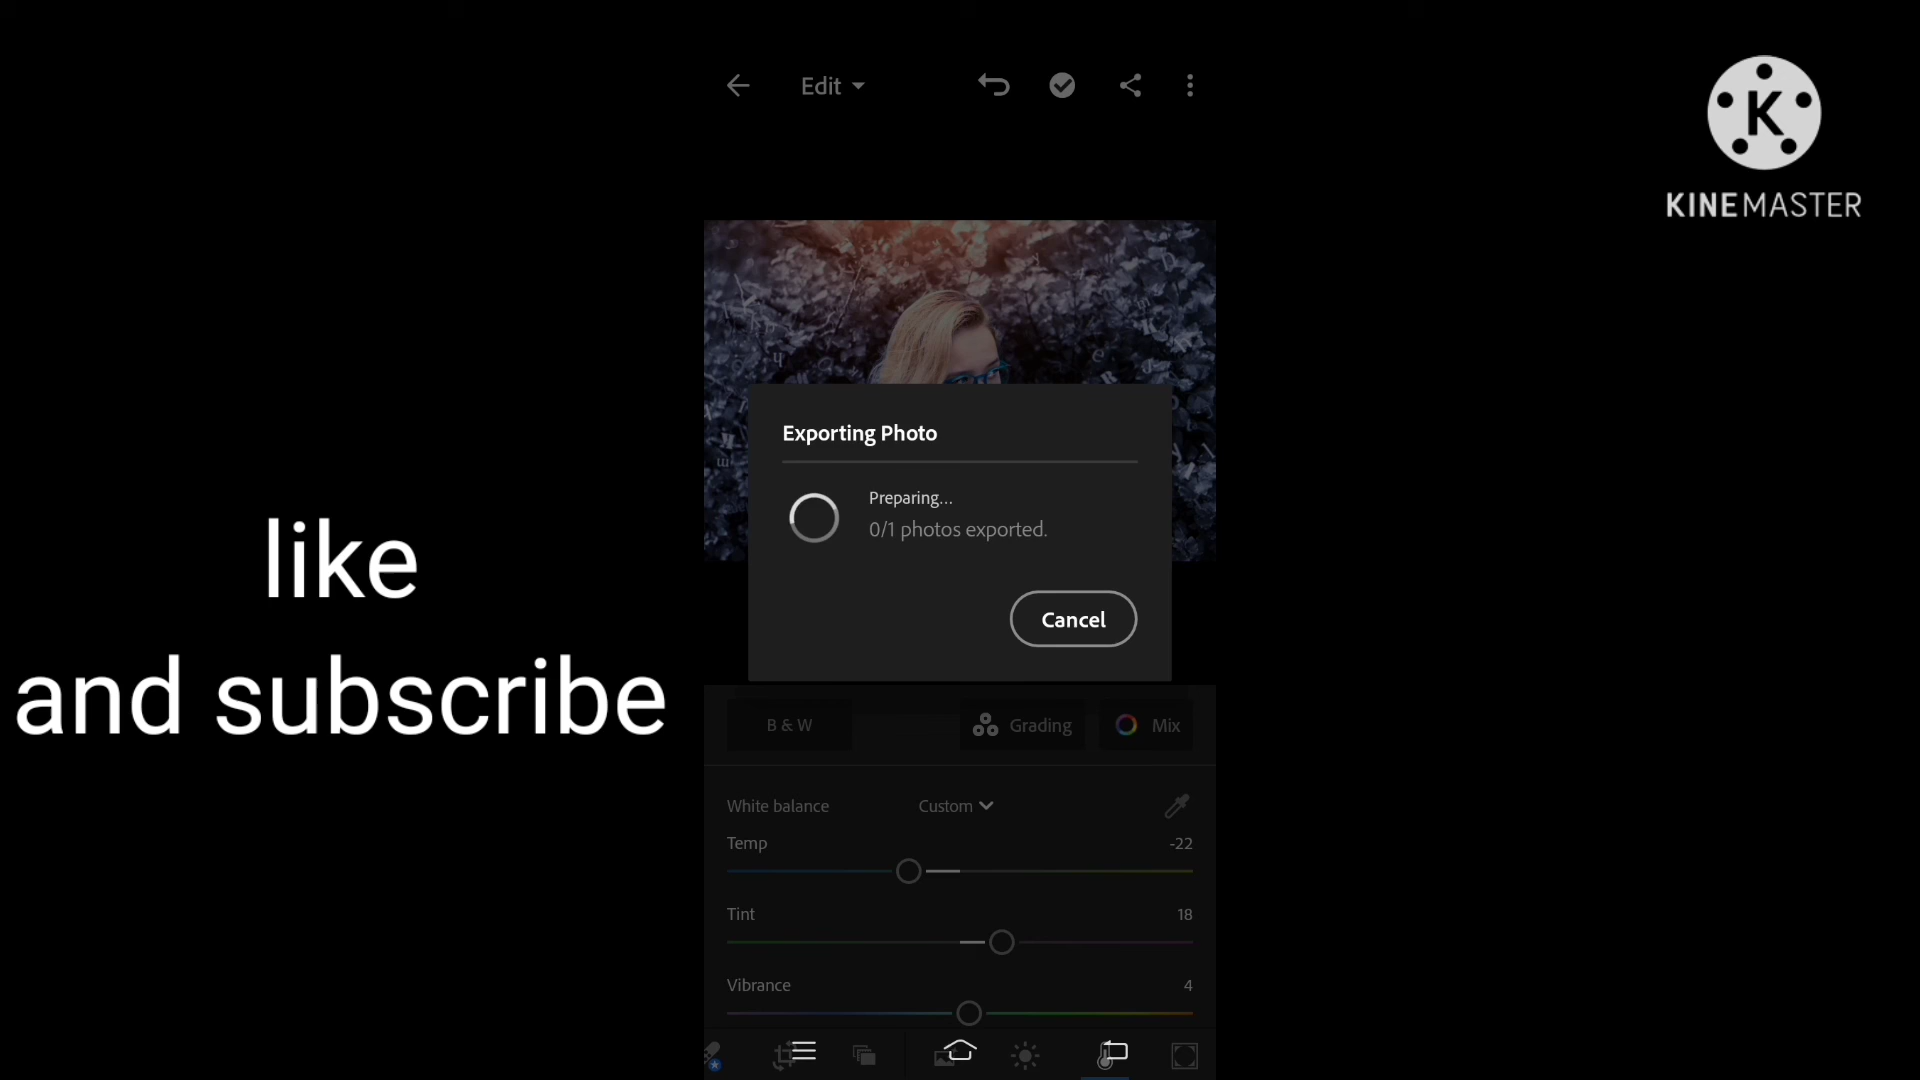 Edit
KINEMASTER
Exporting Photo
Preparing...
0/1 photos exported.
Cancel
like
and subscribe
B & W
Grading
Mix
White balance
Custom
Temp
-22
Tint
18
Vibrance
4